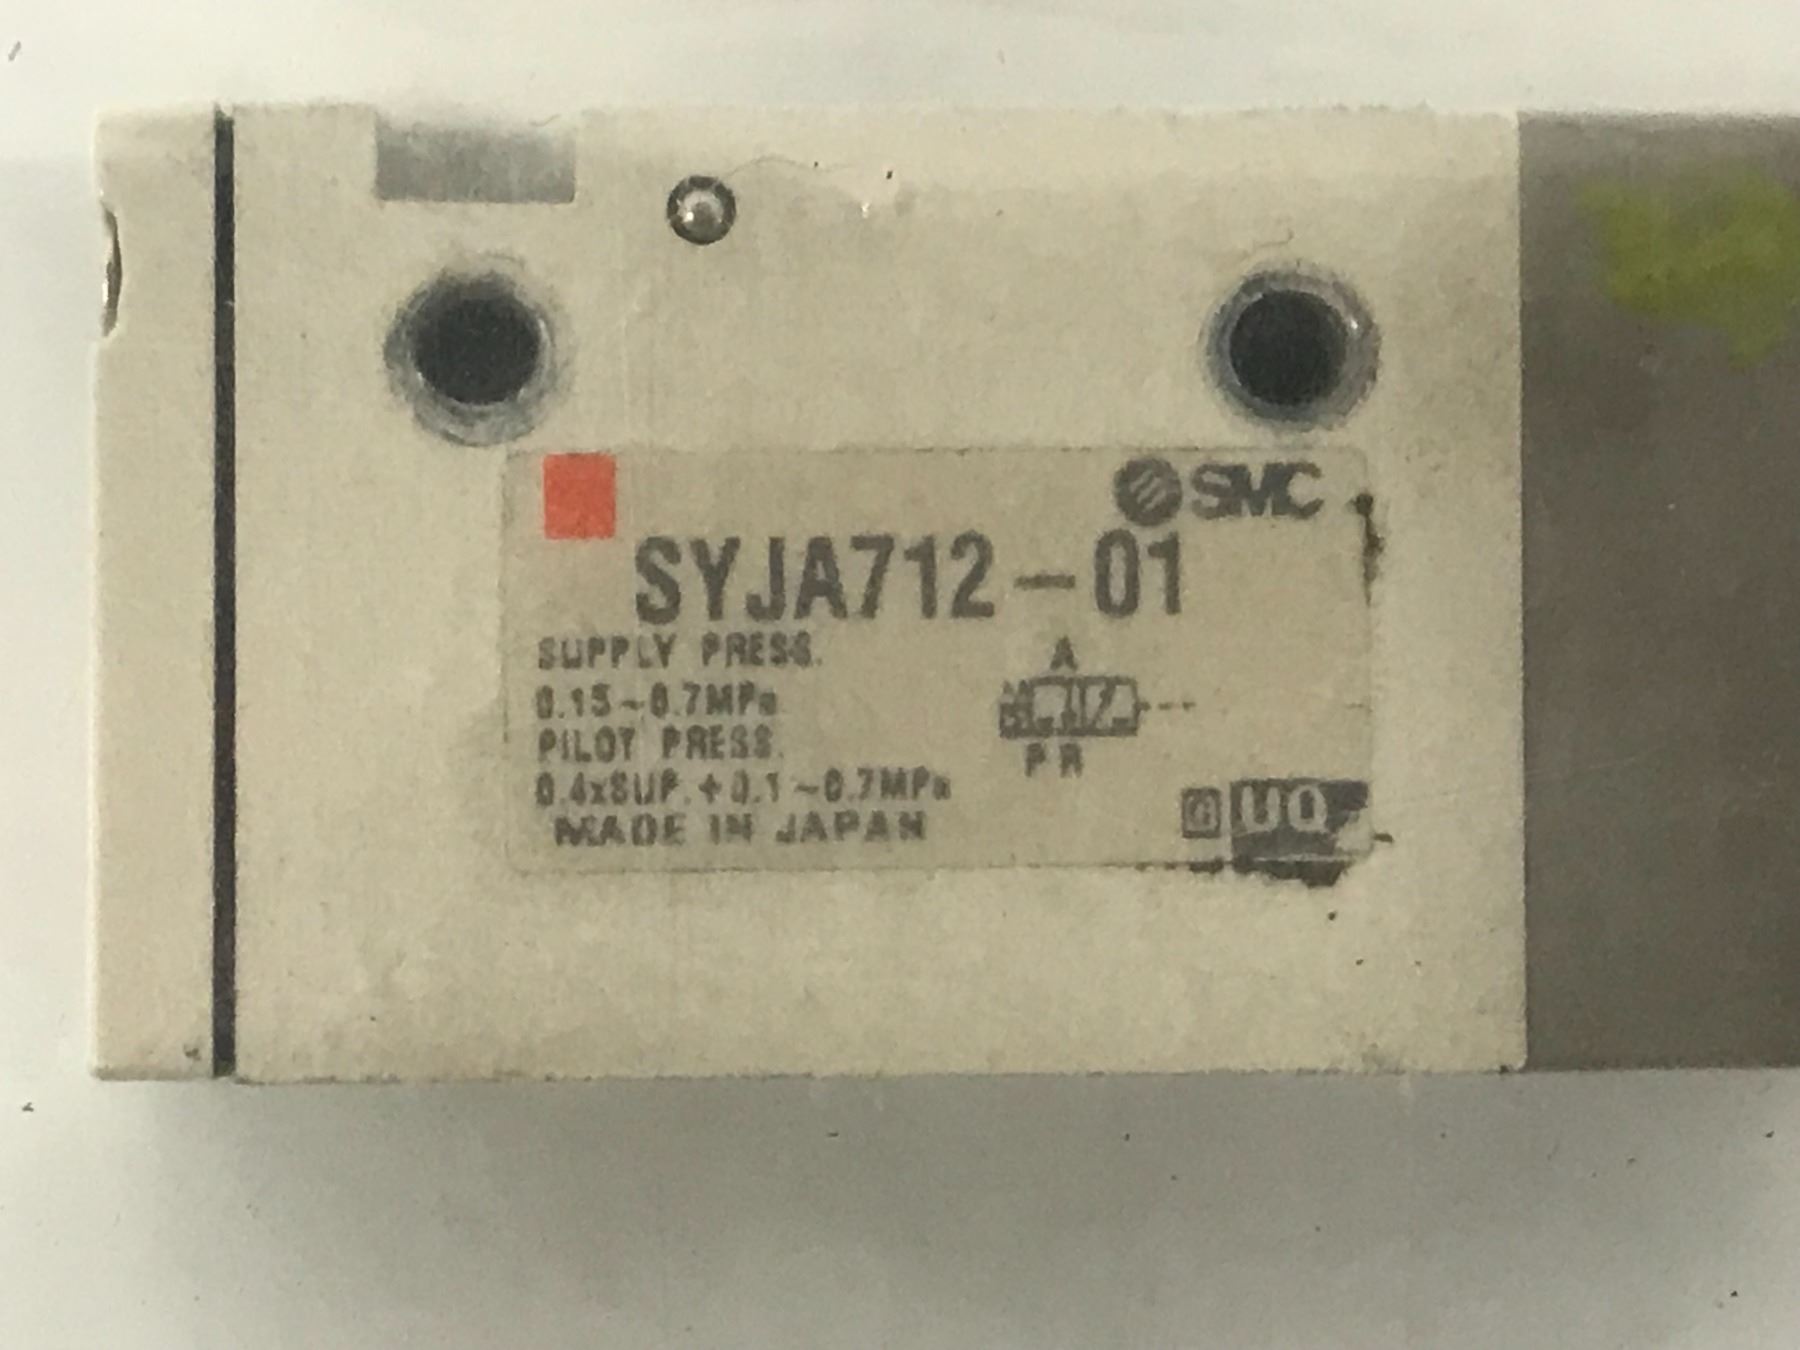 SMC
SYJA712-01
SUPPLY PRESS.
0.15~0.7MPa
PILOT PRESS.
0.4xSUP.+0.1~0.7MPa
MADE IN JAPAN
A
P R
UO